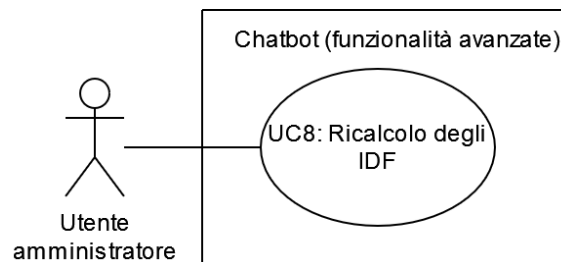 Chatbot (funzionalità avanzate)
UC8: Ricalcolo degli
IDF
Utente
amministratore